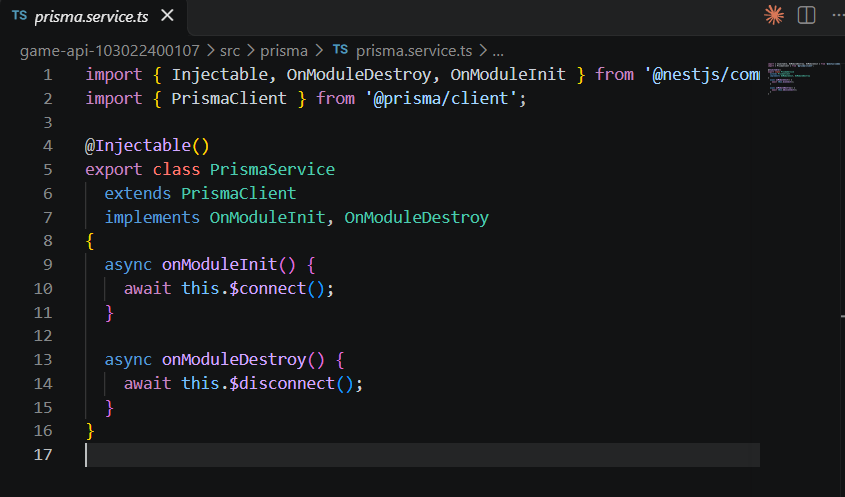 TS prisma.service.ts
game-api-103022400107 > src > prisma > TS prisma.service.ts > ...
1 import { Injectable, OnModuleDestroy, OnModuleInit } from '@nestjs/com
2 import { PrismaClient } from '@prisma/client';
3
4 @Injectable()
5 export class PrismaService
6 extends PrismaClient
7 implements OnModuleInit, OnModuleDestroy
8 {
9 async onModuleInit() {
10 await this.$connect();
11 }
12
13 async onModuleDestroy() {
14 await this.$disconnect();
15 }
16 }
17